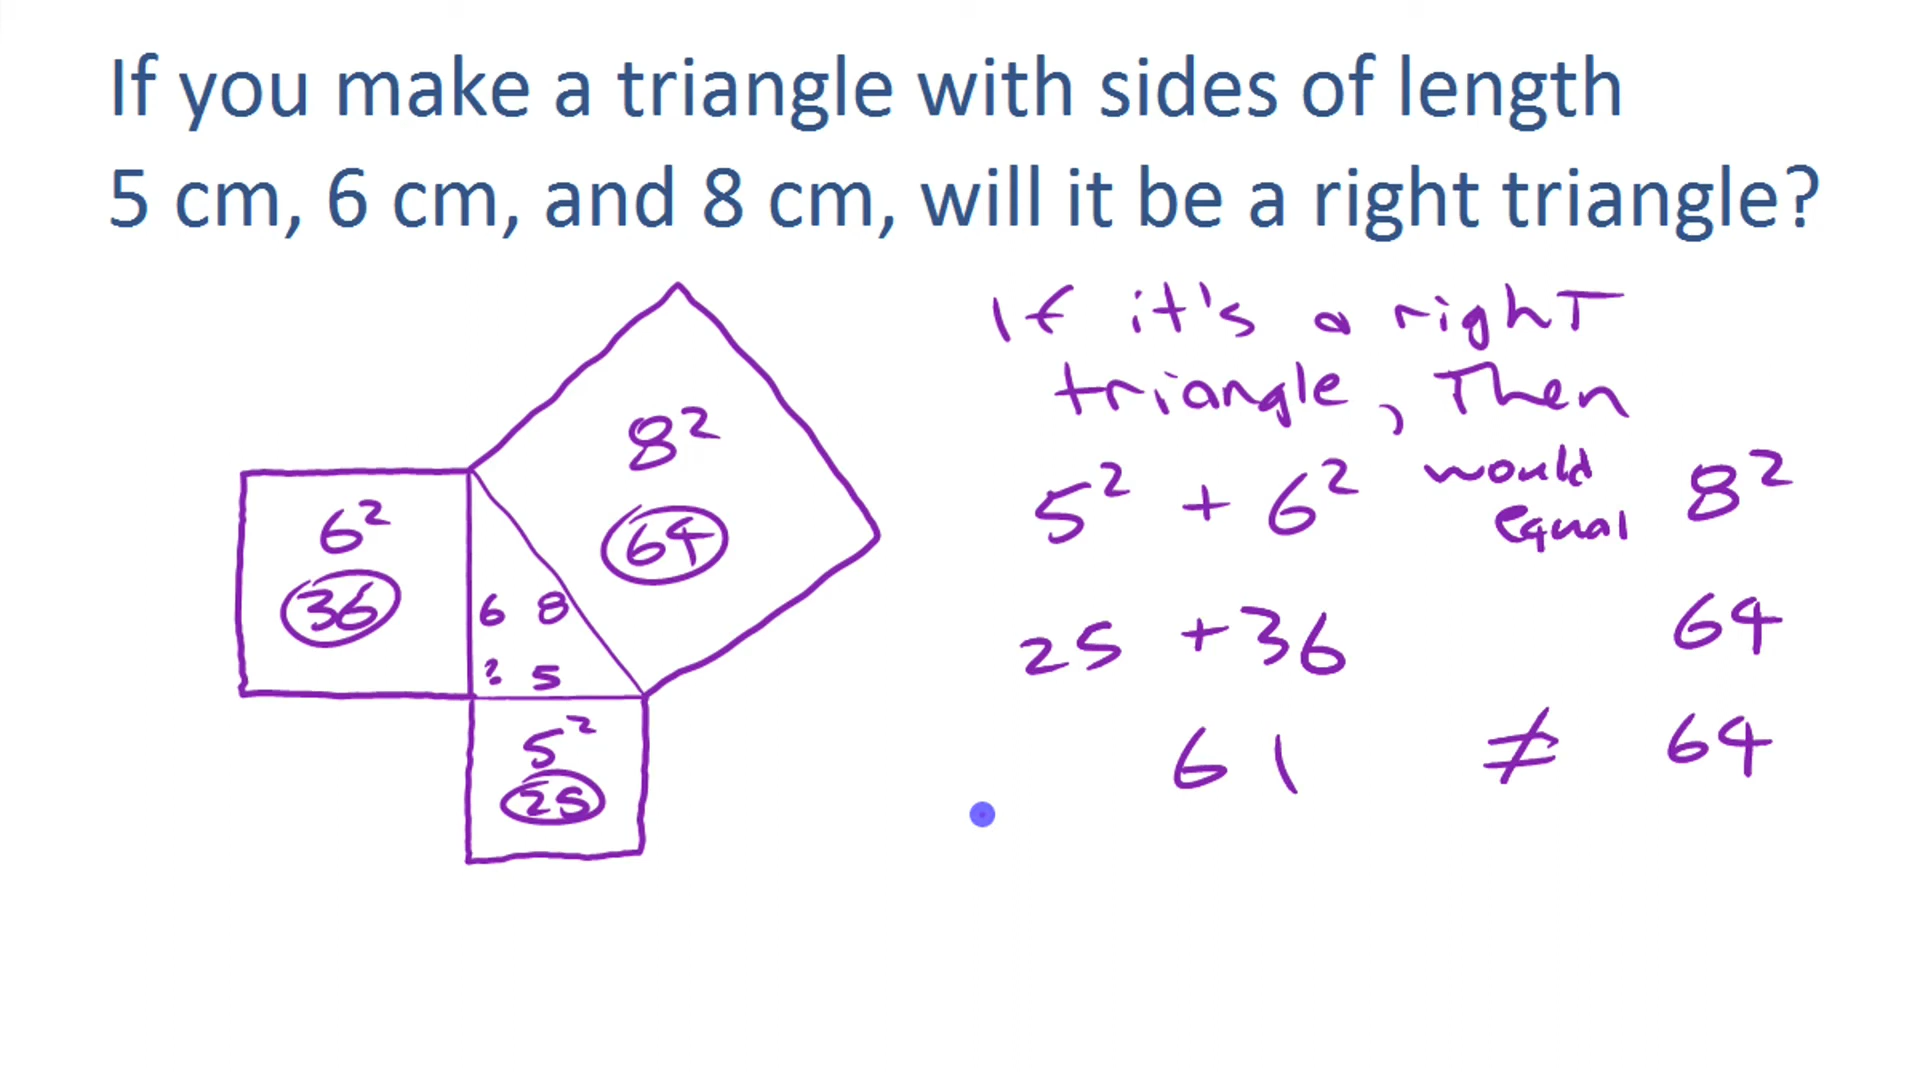 If you make a triangle with sides of length
5 cm, 6 cm, and 8 cm, will it be a right triangle?
If it's a right
triangle, Then
5² + 6² would equal 8²
25 + 36 64
61 ≠ 64
8²
64
6²
36
6 8
? 5
5²
25